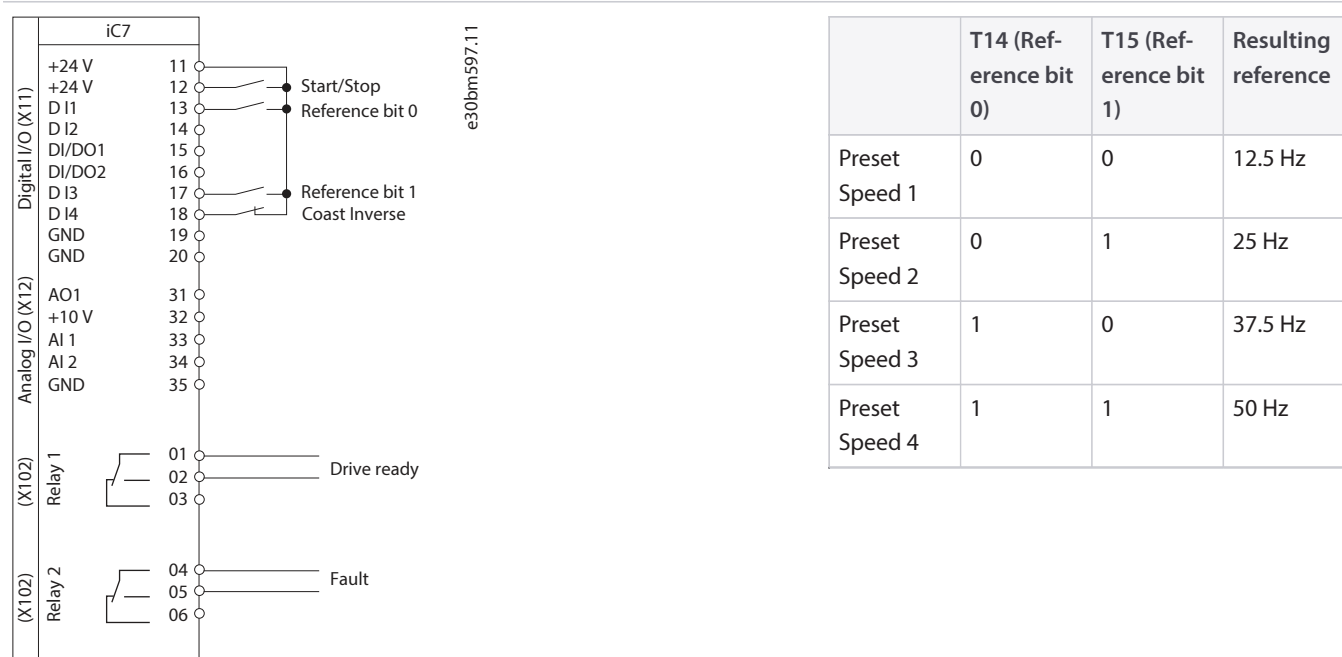 iC7
+24 V 11
+24 V 12 Start/Stop
D I1 13 Reference bit 0
D I2 14
DI/DO1 15
DI/DO2 16
D I3 17 Reference bit 1
D I4 18 Coast Inverse
GND 19
GND 20
Digital I/O (X11)
AO1 31
+10 V 32
AI 1 33
AI 2 34
GND 35
Analog I/O (X12)
01
02 Drive ready
03
(X102)
Relay 1
04
05 Fault
06
(X102)
Relay 2
e30bm597.11
T14 (Ref-
erence bit
0)
T15 (Ref-
erence bit
1)
Resulting
reference
Preset 0 0 12.5 Hz
Speed 1
Preset 0 1 25 Hz
Speed 2
Preset 1 0 37.5 Hz
Speed 3
Preset 1 1 50 Hz
Speed 4